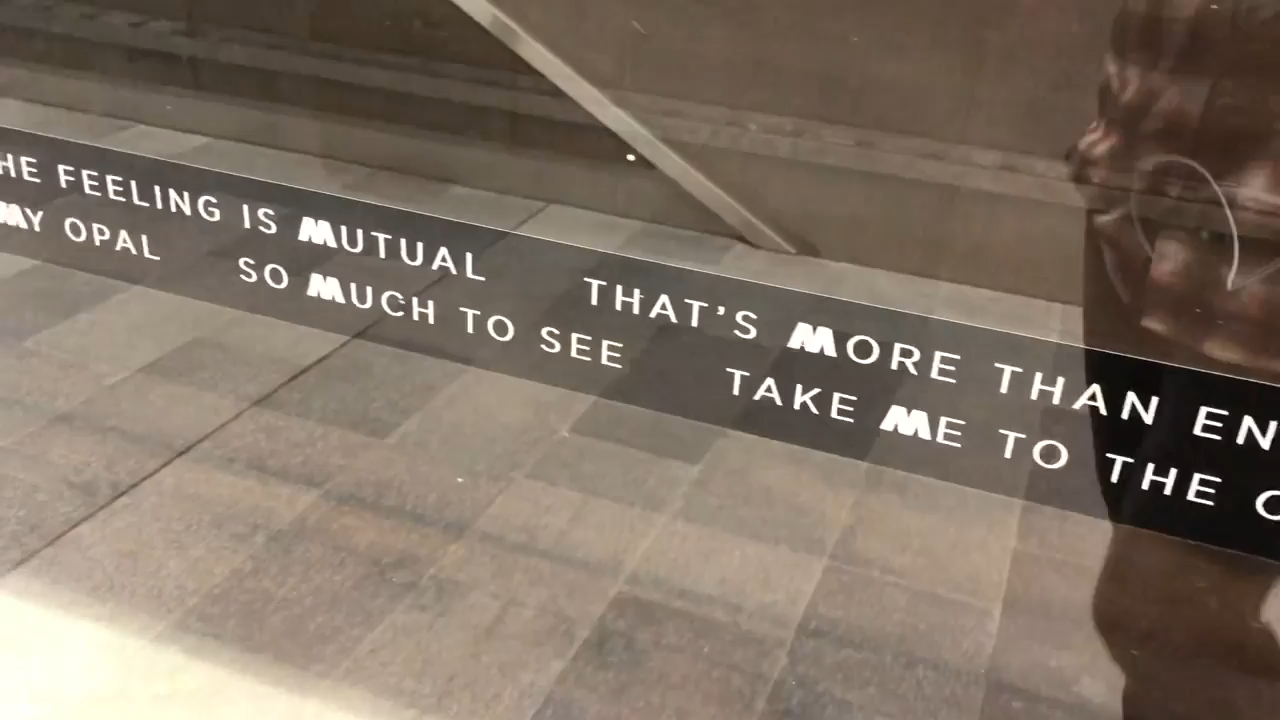 HE FEELING IS MUTUAL THAT'S MORE THAN EN
MY OPAL SO MUCH TO SEE TAKE ME TO THE